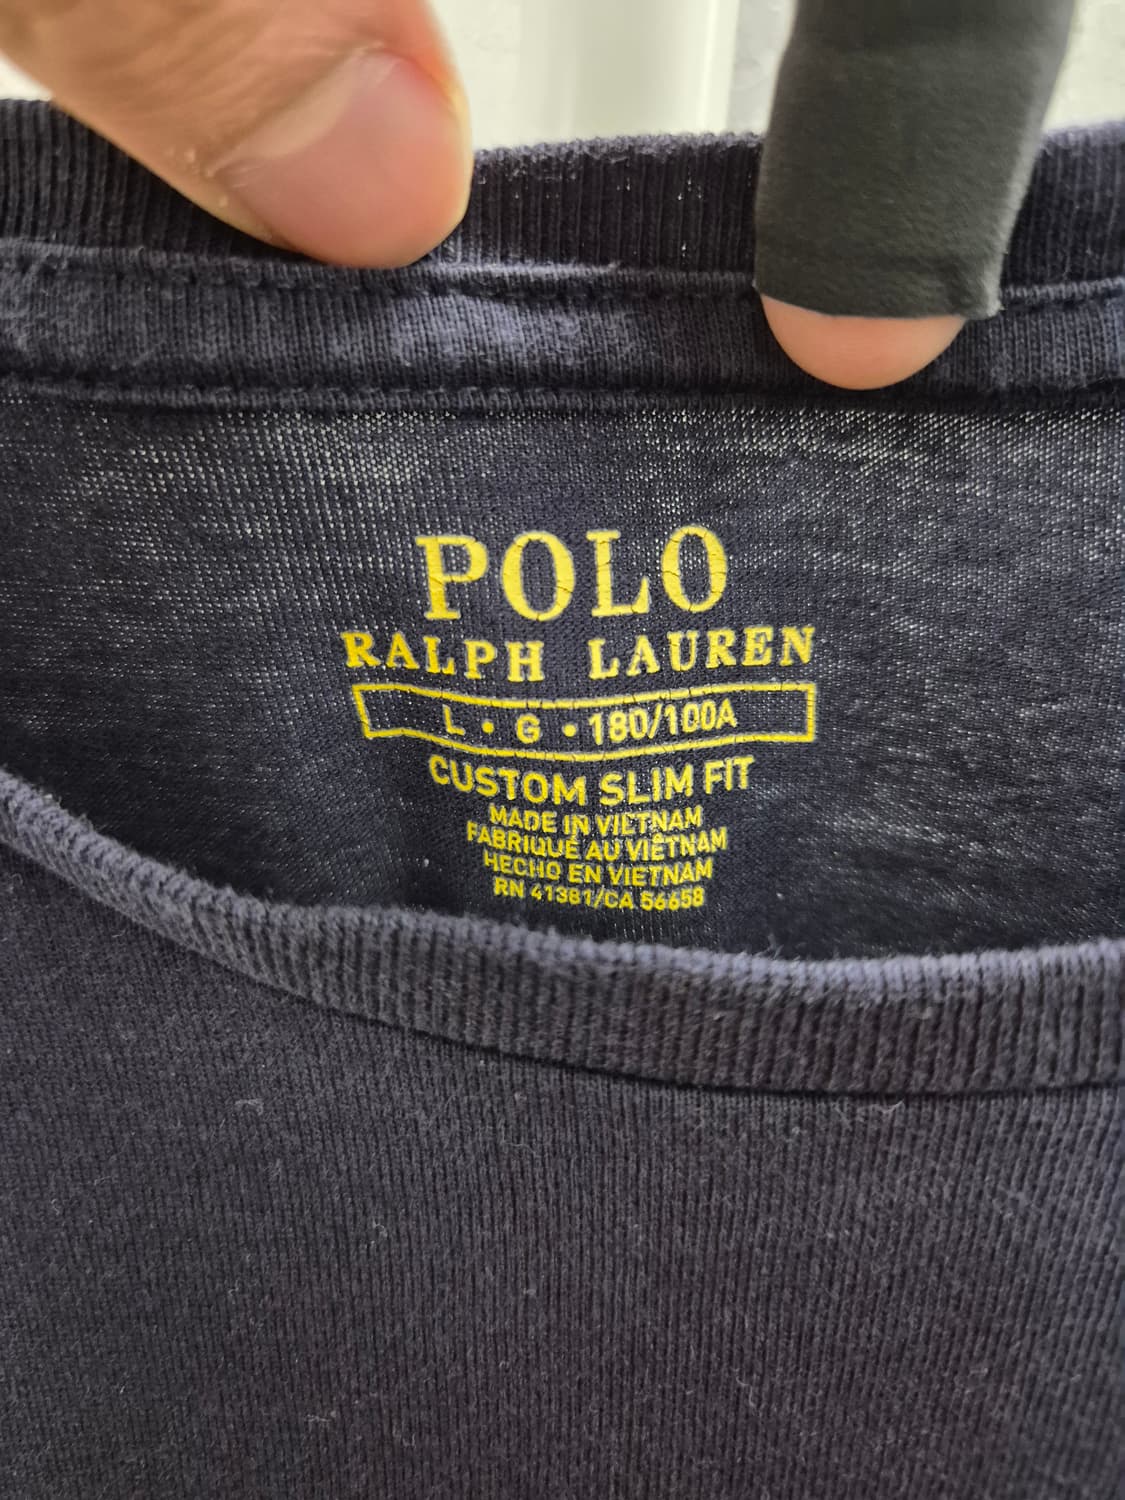 POLO
RALPH LAUREN
L • G • 180/100A
CUSTOM SLIM FIT
MADE IN VIETNAM
FABRIQUÉ AU VIÊTNAM
HECHO EN VIETNAM
RN 41381/CA 56658